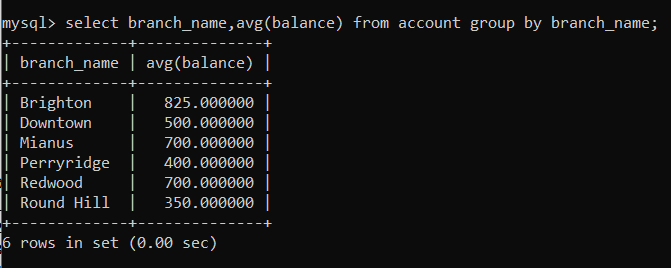 mysql> select branch_name,avg(balance) from account group by branch_name;
+-------------+--------------+
| branch_name | avg(balance) |
+-------------+--------------+
| Brighton    |   825.000000 |
| Downtown    |   500.000000 |
| Mianus      |   700.000000 |
| Perryridge  |   400.000000 |
| Redwood     |   700.000000 |
| Round Hill  |   350.000000 |
+-------------+--------------+
6 rows in set (0.00 sec)